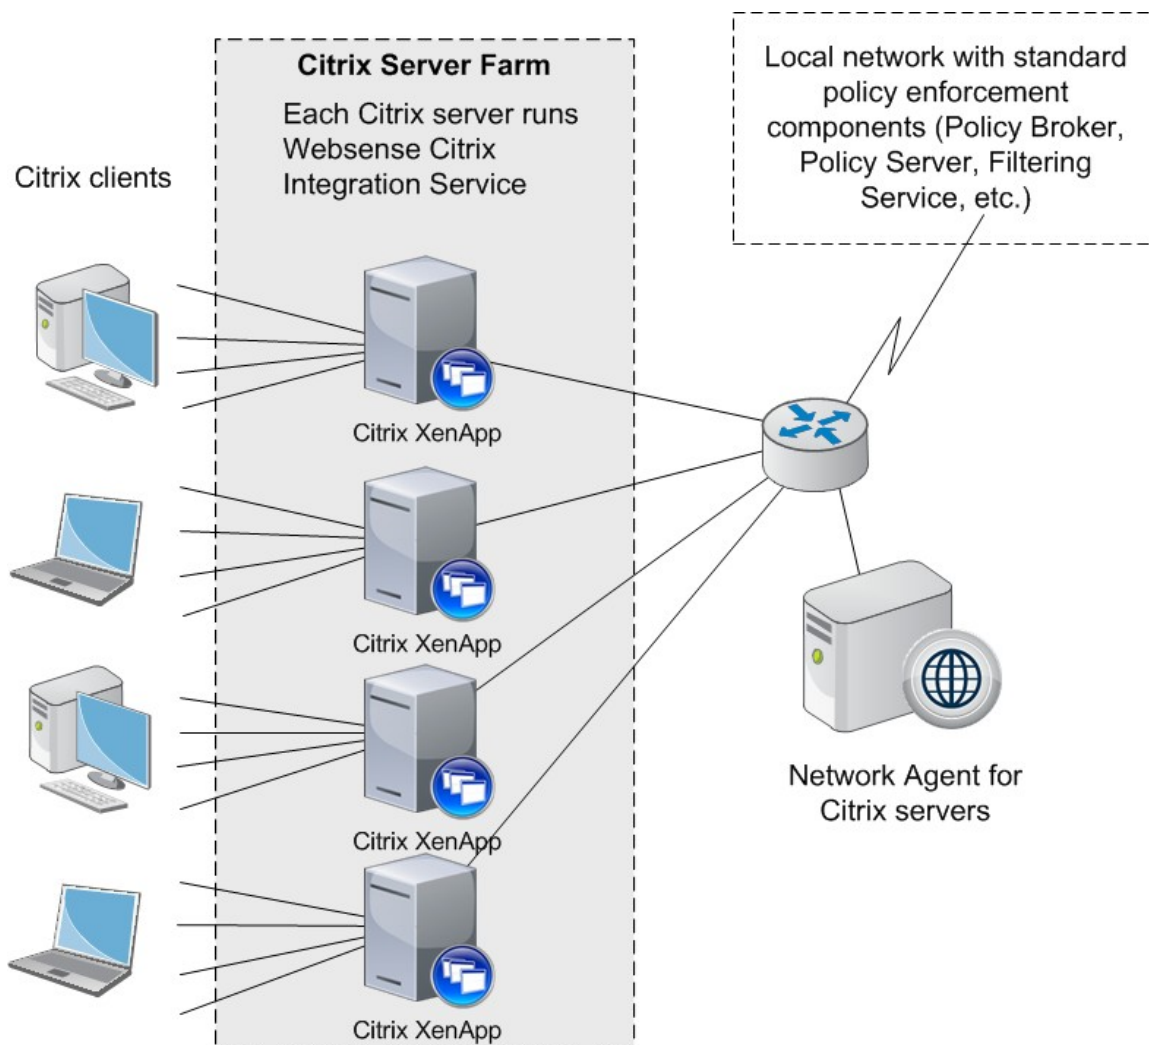 Citrix Server Farm
Each Citrix server runs
Websense Citrix
Integration Service
Local network with standard
policy enforcement
components (Policy Broker,
Policy Server, Filtering
Service, etc.)
Citrix clients
Citrix XenApp
Citrix XenApp
Citrix XenApp
Citrix XenApp
Network Agent for
Citrix servers